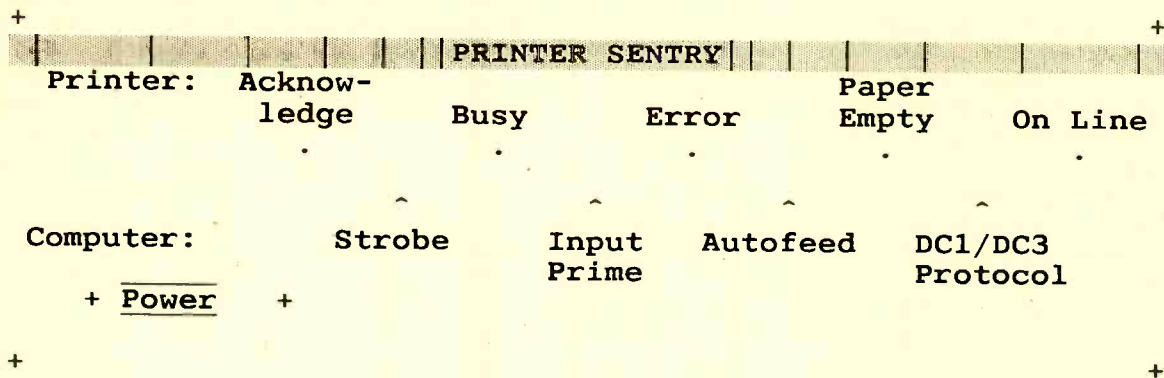 PRINTER SENTRY
Printer: Acknow- Paper
ledge Busy Error Empty On Line
Computer: Strobe Input Autofeed DC1/DC3
Prime Protocol
+ Power +